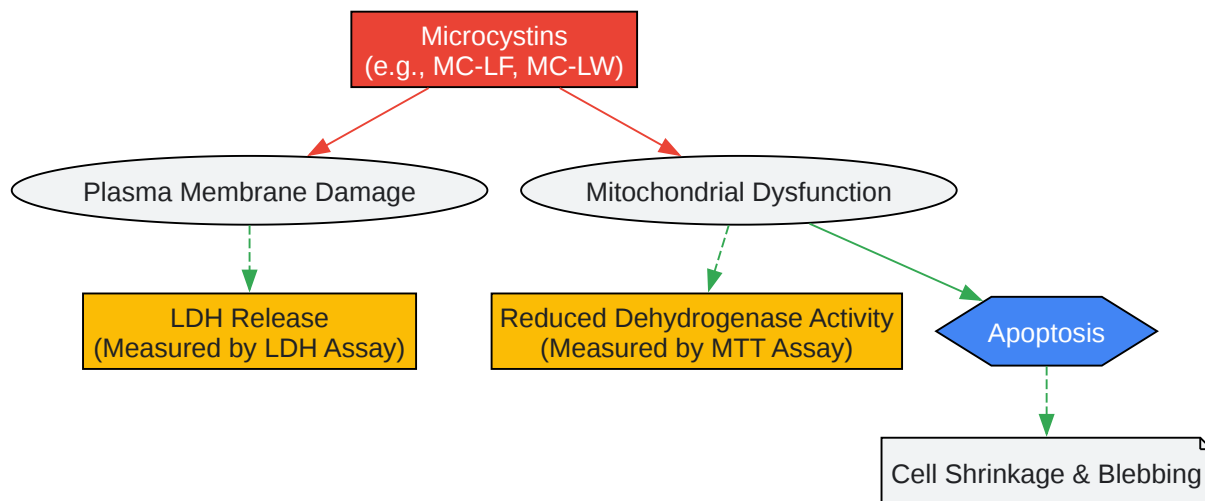 Microcystins
(e.g., MC-LF, MC-LW)
Plasma Membrane Damage
Mitochondrial Dysfunction
LDH Release
(Measured by LDH Assay)
Reduced Dehydrogenase Activity
(Measured by MTT Assay)
Apoptosis
Cell Shrinkage & Blebbing